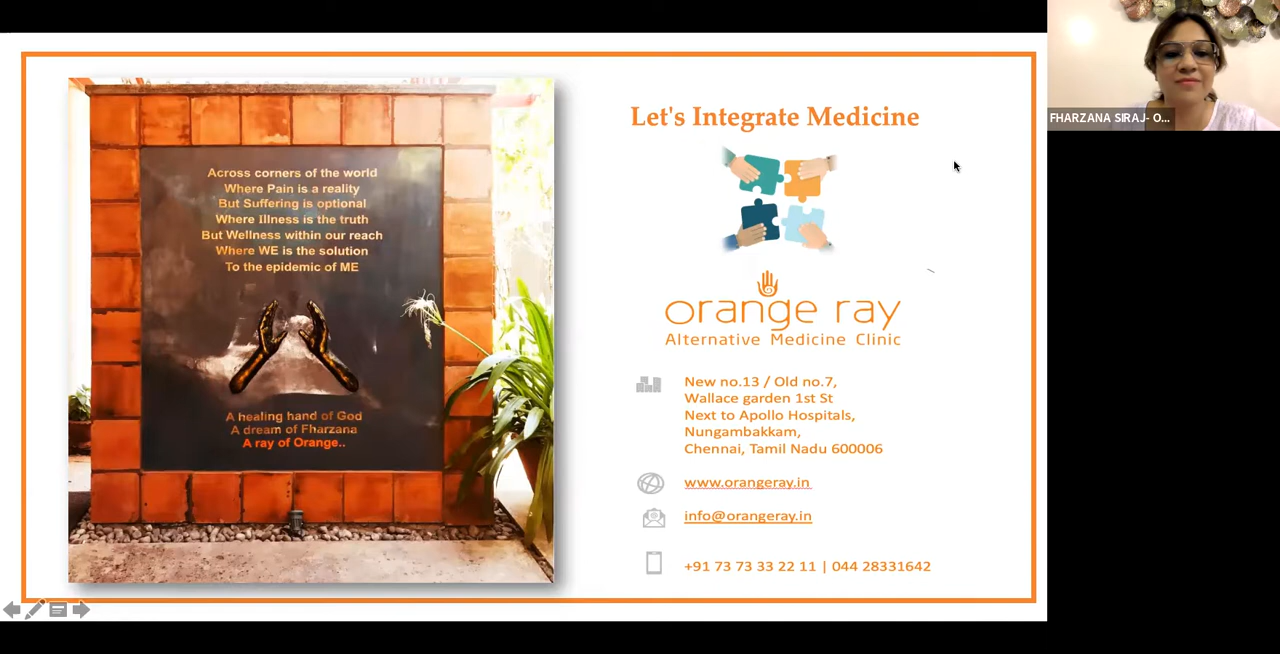 Across corners of the world
Where Pain is a reality
But Suffering is optional
Where Illness is the truth
But Wellness within our reach
Where WE is the solution
To the epidemic of ME
A healing hand of God
A dream of Fharzana
A ray of Orange..
Let's Integrate Medicine
orange ray
Alternative Medicine Clinic
New no.13 / Old no.7,
Wallace garden 1st St
Next to Apollo Hospitals,
Nungambakkam,
Chennai, Tamil Nadu 600006
www.orangeray.in
info@orangeray.in
+91 73 73 33 22 11 | 044 28331642
FHARZANA SIRAJ- O...